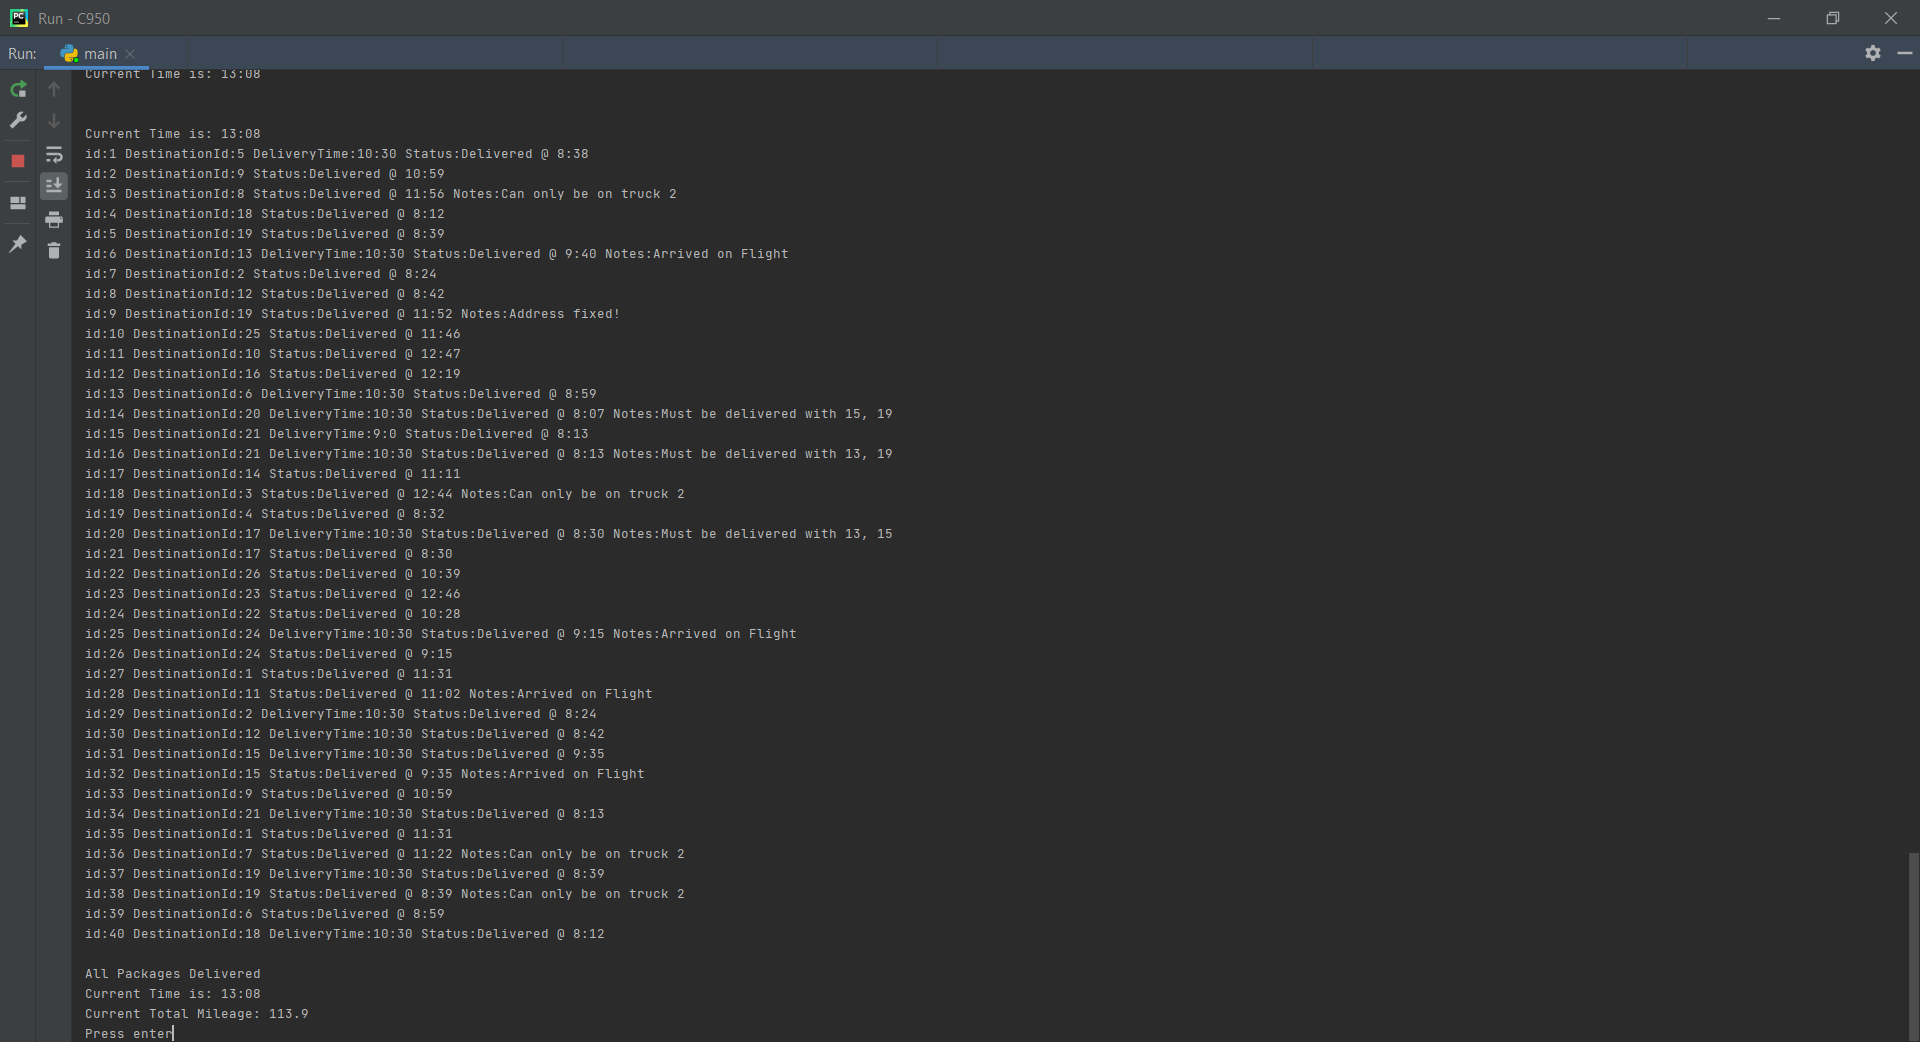 Run - C950
Run: main
Current Time is: 13:08
Current Time is: 13:08
id:1 DestinationId:5 DeliveryTime:10:30 Status:Delivered @ 8:38
id:2 DestinationId:9 Status:Delivered @ 10:59
id:3 DestinationId:8 Status:Delivered @ 11:56 Notes:Can only be on truck 2
id:4 DestinationId:18 Status:Delivered @ 8:12
id:5 DestinationId:19 Status:Delivered @ 8:39
id:6 DestinationId:13 DeliveryTime:10:30 Status:Delivered @ 9:40 Notes:Arrived on Flight
id:7 DestinationId:2 Status:Delivered @ 8:24
id:8 DestinationId:12 Status:Delivered @ 8:42
id:9 DestinationId:19 Status:Delivered @ 11:52 Notes:Address fixed!
id:10 DestinationId:25 Status:Delivered @ 11:46
id:11 DestinationId:10 Status:Delivered @ 12:47
id:12 DestinationId:16 Status:Delivered @ 12:19
id:13 DestinationId:6 DeliveryTime:10:30 Status:Delivered @ 8:59
id:14 DestinationId:20 DeliveryTime:10:30 Status:Delivered @ 8:07 Notes:Must be delivered with 15, 19
id:15 DestinationId:21 DeliveryTime:9:0 Status:Delivered @ 8:13
id:16 DestinationId:21 DeliveryTime:10:30 Status:Delivered @ 8:13 Notes:Must be delivered with 13, 19
id:17 DestinationId:14 Status:Delivered @ 11:11
id:18 DestinationId:3 Status:Delivered @ 12:44 Notes:Can only be on truck 2
id:19 DestinationId:4 Status:Delivered @ 8:32
id:20 DestinationId:17 DeliveryTime:10:30 Status:Delivered @ 8:30 Notes:Must be delivered with 13, 15
id:21 DestinationId:17 Status:Delivered @ 8:30
id:22 DestinationId:26 Status:Delivered @ 10:39
id:23 DestinationId:23 Status:Delivered @ 12:46
id:24 DestinationId:22 Status:Delivered @ 10:28
id:25 DestinationId:24 DeliveryTime:10:30 Status:Delivered @ 9:15 Notes:Arrived on Flight
id:26 DestinationId:24 Status:Delivered @ 9:15
id:27 DestinationId:1 Status:Delivered @ 11:31
id:28 DestinationId:11 Status:Delivered @ 11:02 Notes:Arrived on Flight
id:29 DestinationId:2 DeliveryTime:10:30 Status:Delivered @ 8:24
id:30 DestinationId:12 DeliveryTime:10:30 Status:Delivered @ 8:42
id:31 DestinationId:15 DeliveryTime:10:30 Status:Delivered @ 9:35
id:32 DestinationId:15 Status:Delivered @ 9:35 Notes:Arrived on Flight
id:33 DestinationId:9 Status:Delivered @ 10:59
id:34 DestinationId:21 DeliveryTime:10:30 Status:Delivered @ 8:13
id:35 DestinationId:1 Status:Delivered @ 11:31
id:36 DestinationId:7 Status:Delivered @ 11:22 Notes:Can only be on truck 2
id:37 DestinationId:19 DeliveryTime:10:30 Status:Delivered @ 8:39
id:38 DestinationId:19 Status:Delivered @ 8:39 Notes:Can only be on truck 2
id:39 DestinationId:6 Status:Delivered @ 8:59
id:40 DestinationId:18 DeliveryTime:10:30 Status:Delivered @ 8:12
All Packages Delivered
Current Time is: 13:08
Current Total Mileage: 113.9
Press enter